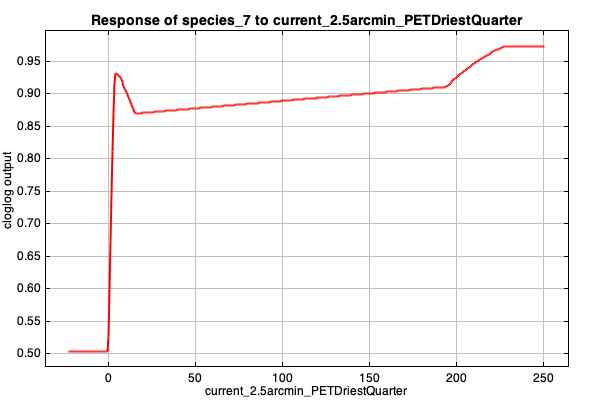 Response of species_7 to current_2.5arcmin_PETDriestQuarter
cloglog output
0.95
0.90
0.85
0.80
0.75
0.70
0.65
0.60
0.55
0.50
0 50 100 150 200 250
current_2.5arcmin_PETDriestQuarter